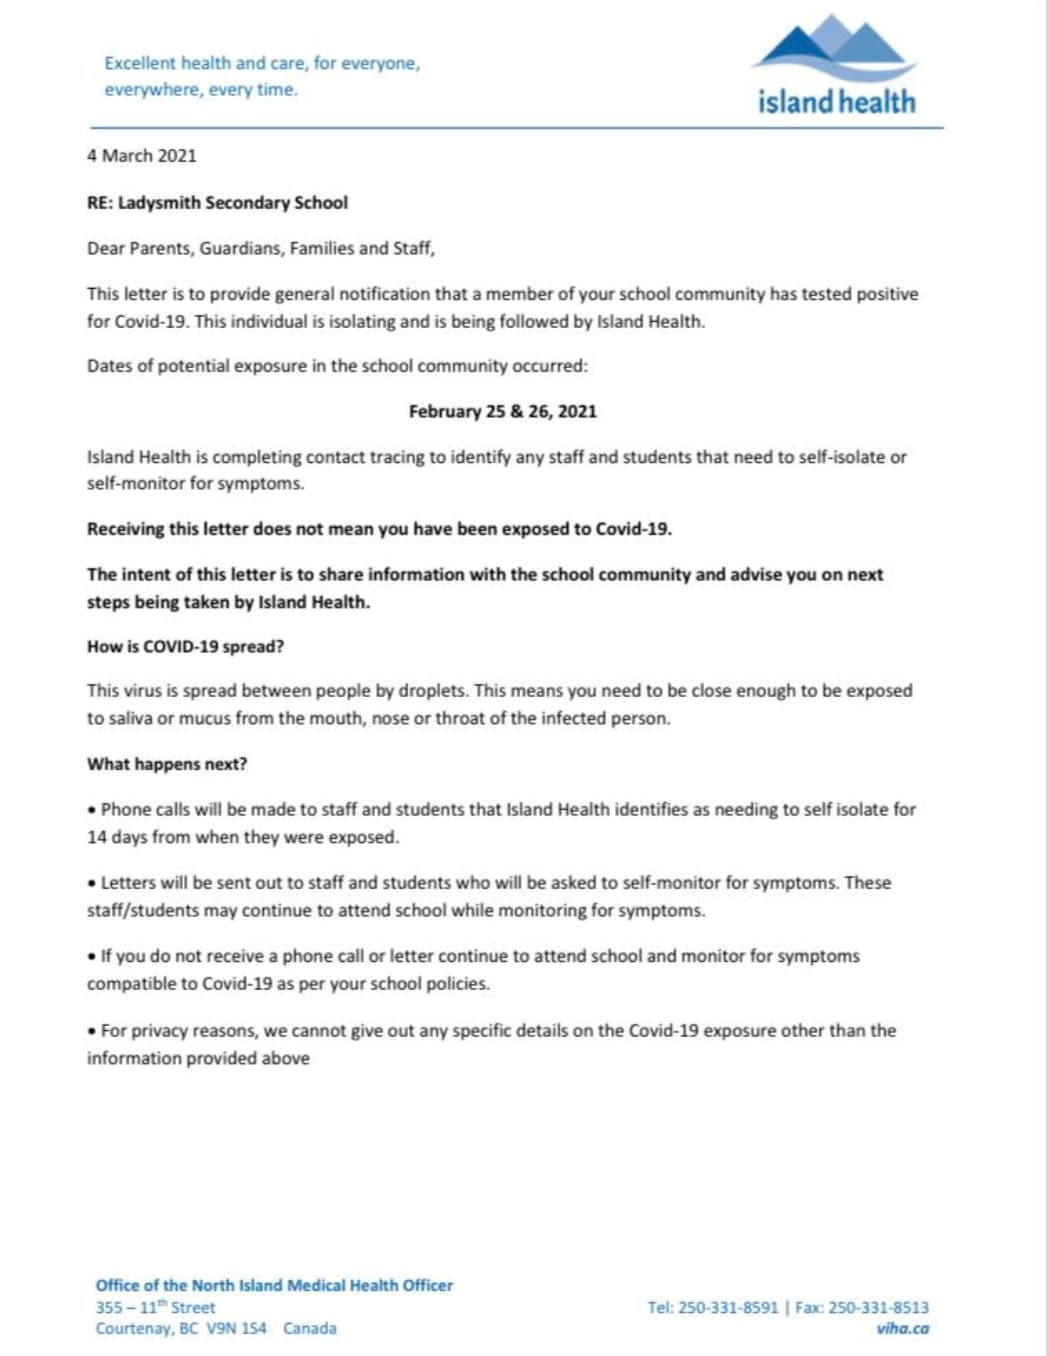 Excellent health and care, for everyone,
everywhere, every time.
island health
4 March 2021
RE: Ladysmith Secondary School
Dear Parents, Guardians, Families and Staff,
This letter is to provide general notification that a member of your school community has tested positive
for Covid-19. This individual is isolating and is being followed by Island Health.
Dates of potential exposure in the school community occurred:
February 25 & 26, 2021
Island Health is completing contact tracing to identify any staff and students that need to self-isolate or
self-monitor for symptoms.
Receiving this letter does not mean you have been exposed to Covid-19.
The intent of this letter is to share information with the school community and advise you on next
steps being taken by Island Health.
How is COVID-19 spread?
This virus is spread between people by droplets. This means you need to be close enough to be exposed
to saliva or mucus from the mouth, nose or throat of the infected person.
What happens next?
• Phone calls will be made to staff and students that Island Health identifies as needing to self isolate for
14 days from when they were exposed.
• Letters will be sent out to staff and students who will be asked to self-monitor for symptoms. These
staff/students may continue to attend school while monitoring for symptoms.
• If you do not receive a phone call or letter continue to attend school and monitor for symptoms
compatible to Covid-19 as per your school policies.
• For privacy reasons, we cannot give out any specific details on the Covid-19 exposure other than the
information provided above
Office of the North Island Medical Health Officer
355 – 11th Street
Courtenay, BC V9N 1S4 Canada
Tel: 250-331-8591 | Fax: 250-331-8513
viha.ca